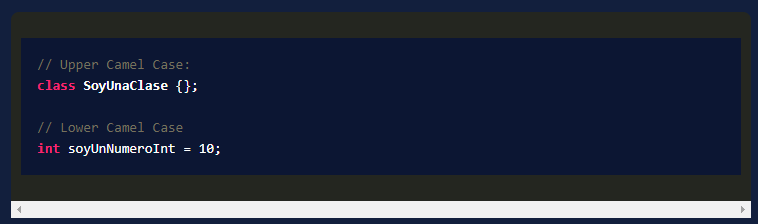 // Upper Camel Case:
class SoyUnaClase {};
// Lower Camel Case
int soyUnNumeroInt = 10;